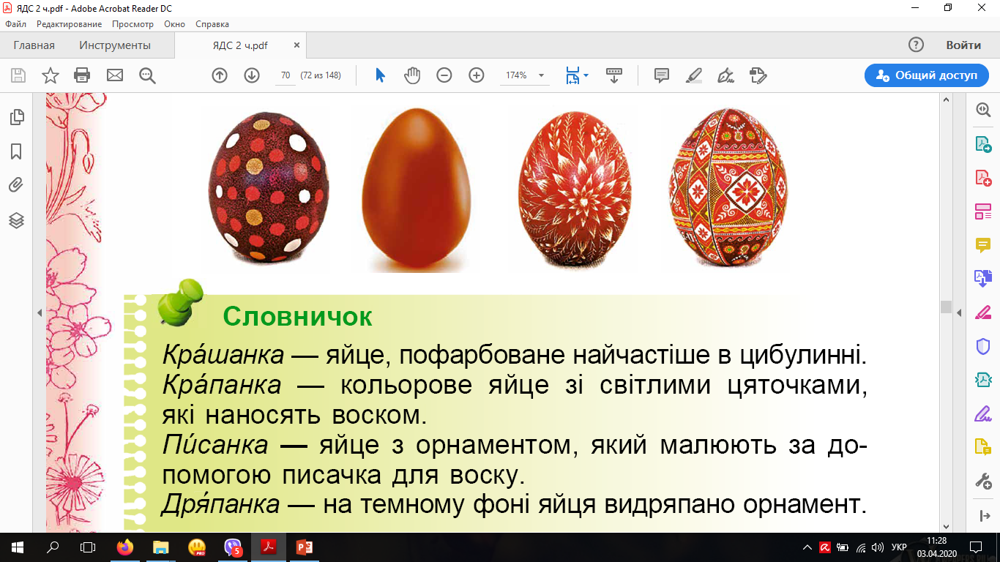 ЯДС 2 ч.pdf - Adobe Acrobat Reader DC
Файл Редактирование Просмотр Окно Справка
Главная Инструменты ЯДС 2 ч.pdf × Войти
70 (72 из 148) 174% Общий доступ
Словничок
Кра́шанка — яйце, пофарбоване найчастіше в цибулинні.
Кра́панка — кольорове яйце зі світлими цяточками,
які наносять воском.
Пи́санка — яйце з орнаментом, який малюють за до-
помогою писачка для воску.
Дря́панка — на темному фоні яйця видряпано орнамент.
PRO 5 УКР 11:28
03.04.2020